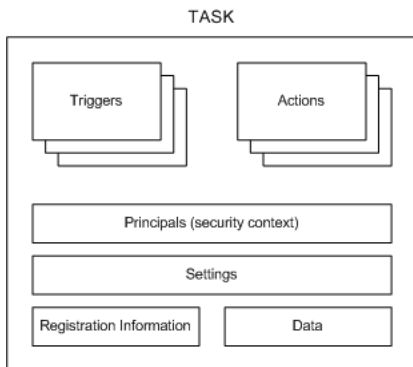 TASK
Triggers
Actions
Principals (security context)
Settings
Registration Information
Data